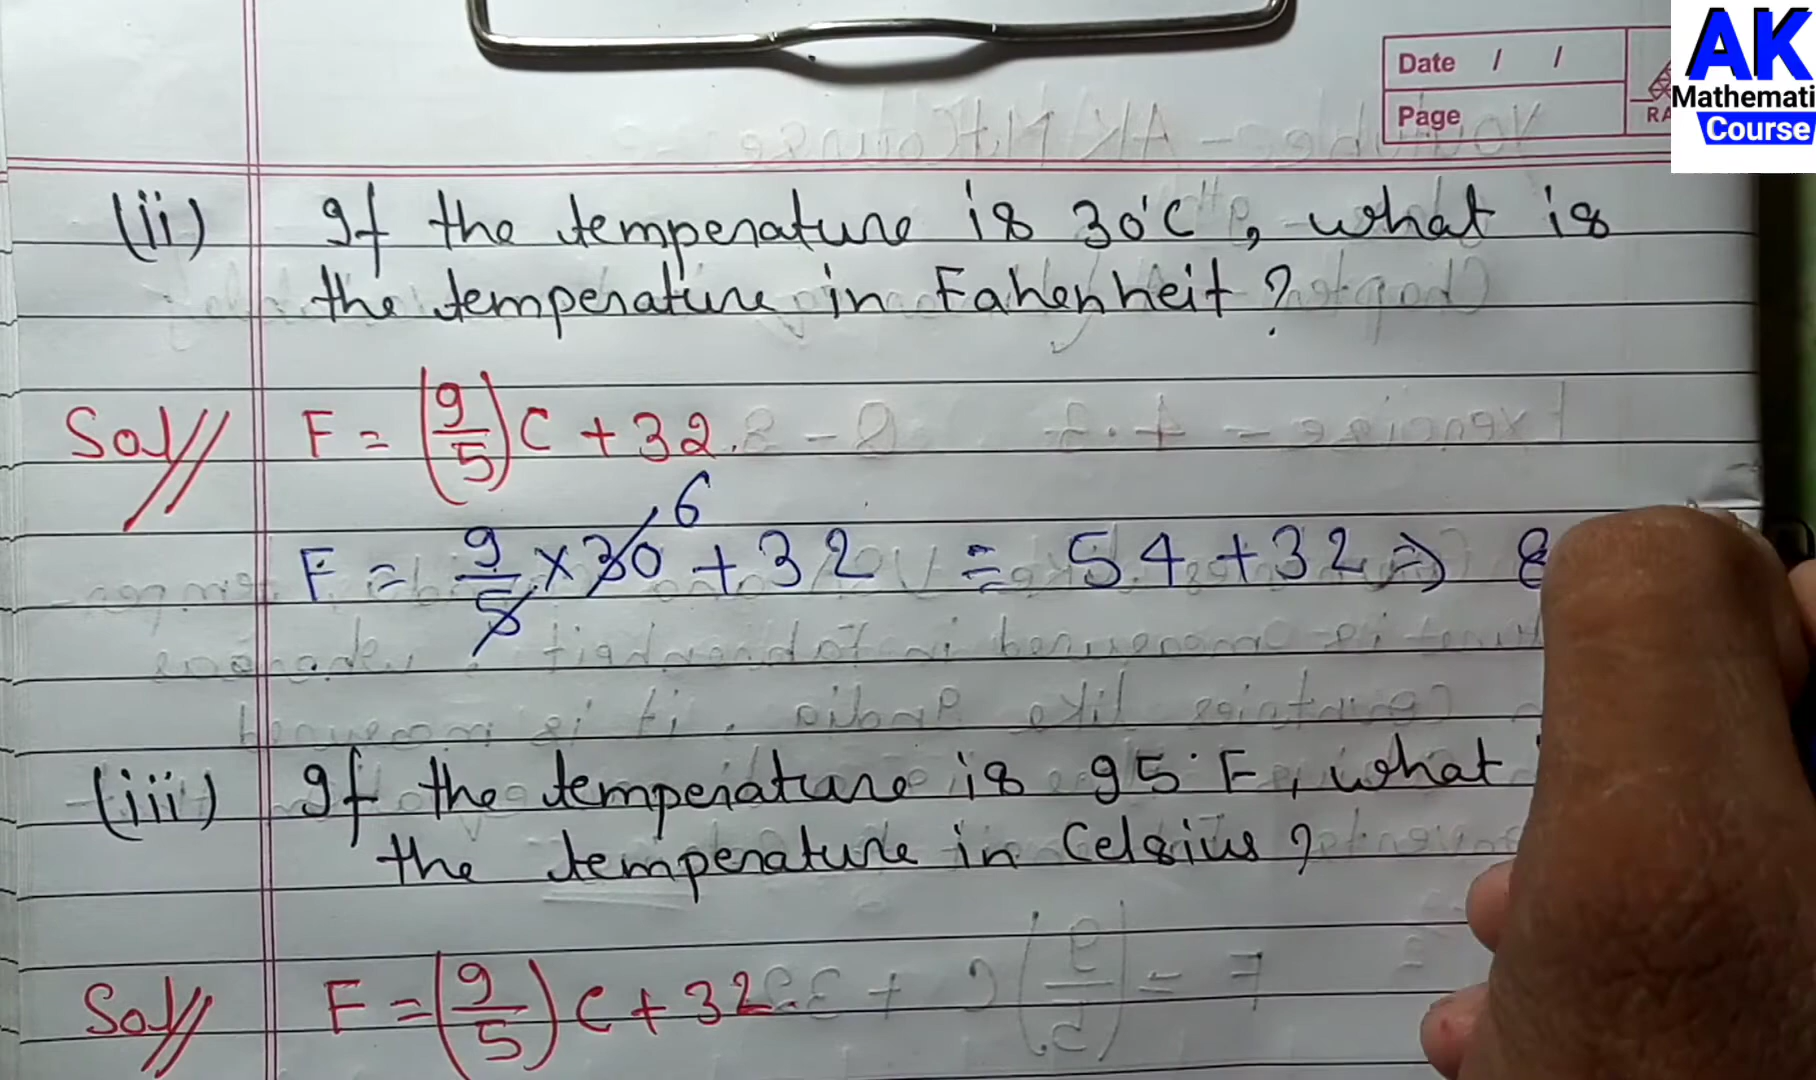 Date / /
Page
AK
Mathemati
Course
(ii) If the temperature is 30°C, what is
the temperature in Fahenheit ?
Sol // F = (9/5)C + 32.
F = 9/5 × 30 6 + 32 = 54 + 32 ⇒ 8
(iii) If the temperature is 95°F, what
the temperature in Celsius ?
Sol // F = (9/5)C + 32.